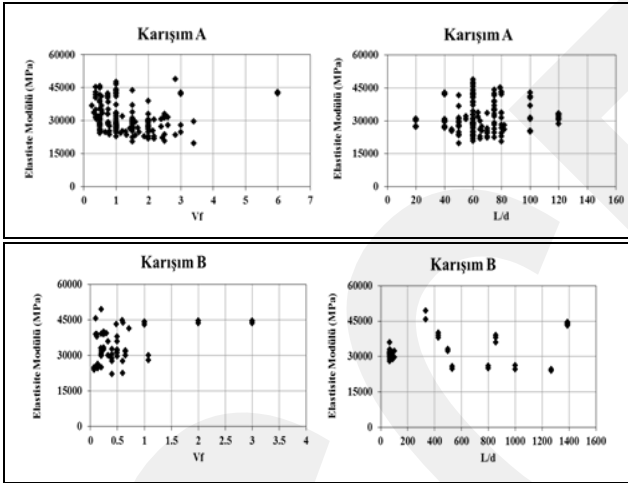 Karışım A
Elastiste Modülü (MPa)
60000
45000
30000
15000
0
0 1 2 3 4 5 6 7
Vf
Karışım A
Elastisite Modülü (MPa)
60000
45000
30000
15000
0
0 20 40 60 80 100 120 140 160
L/d
Karışım B
Elastisite Modülü (MPa)
60000
45000
30000
15000
0
0 0.5 1 1.5 2 2.5 3 3.5 4
Vf
Karışım B
Elastisite Modülü (MPa)
60000
45000
30000
15000
0
0 200 400 600 800 1000 1200 1400 1600
L/d